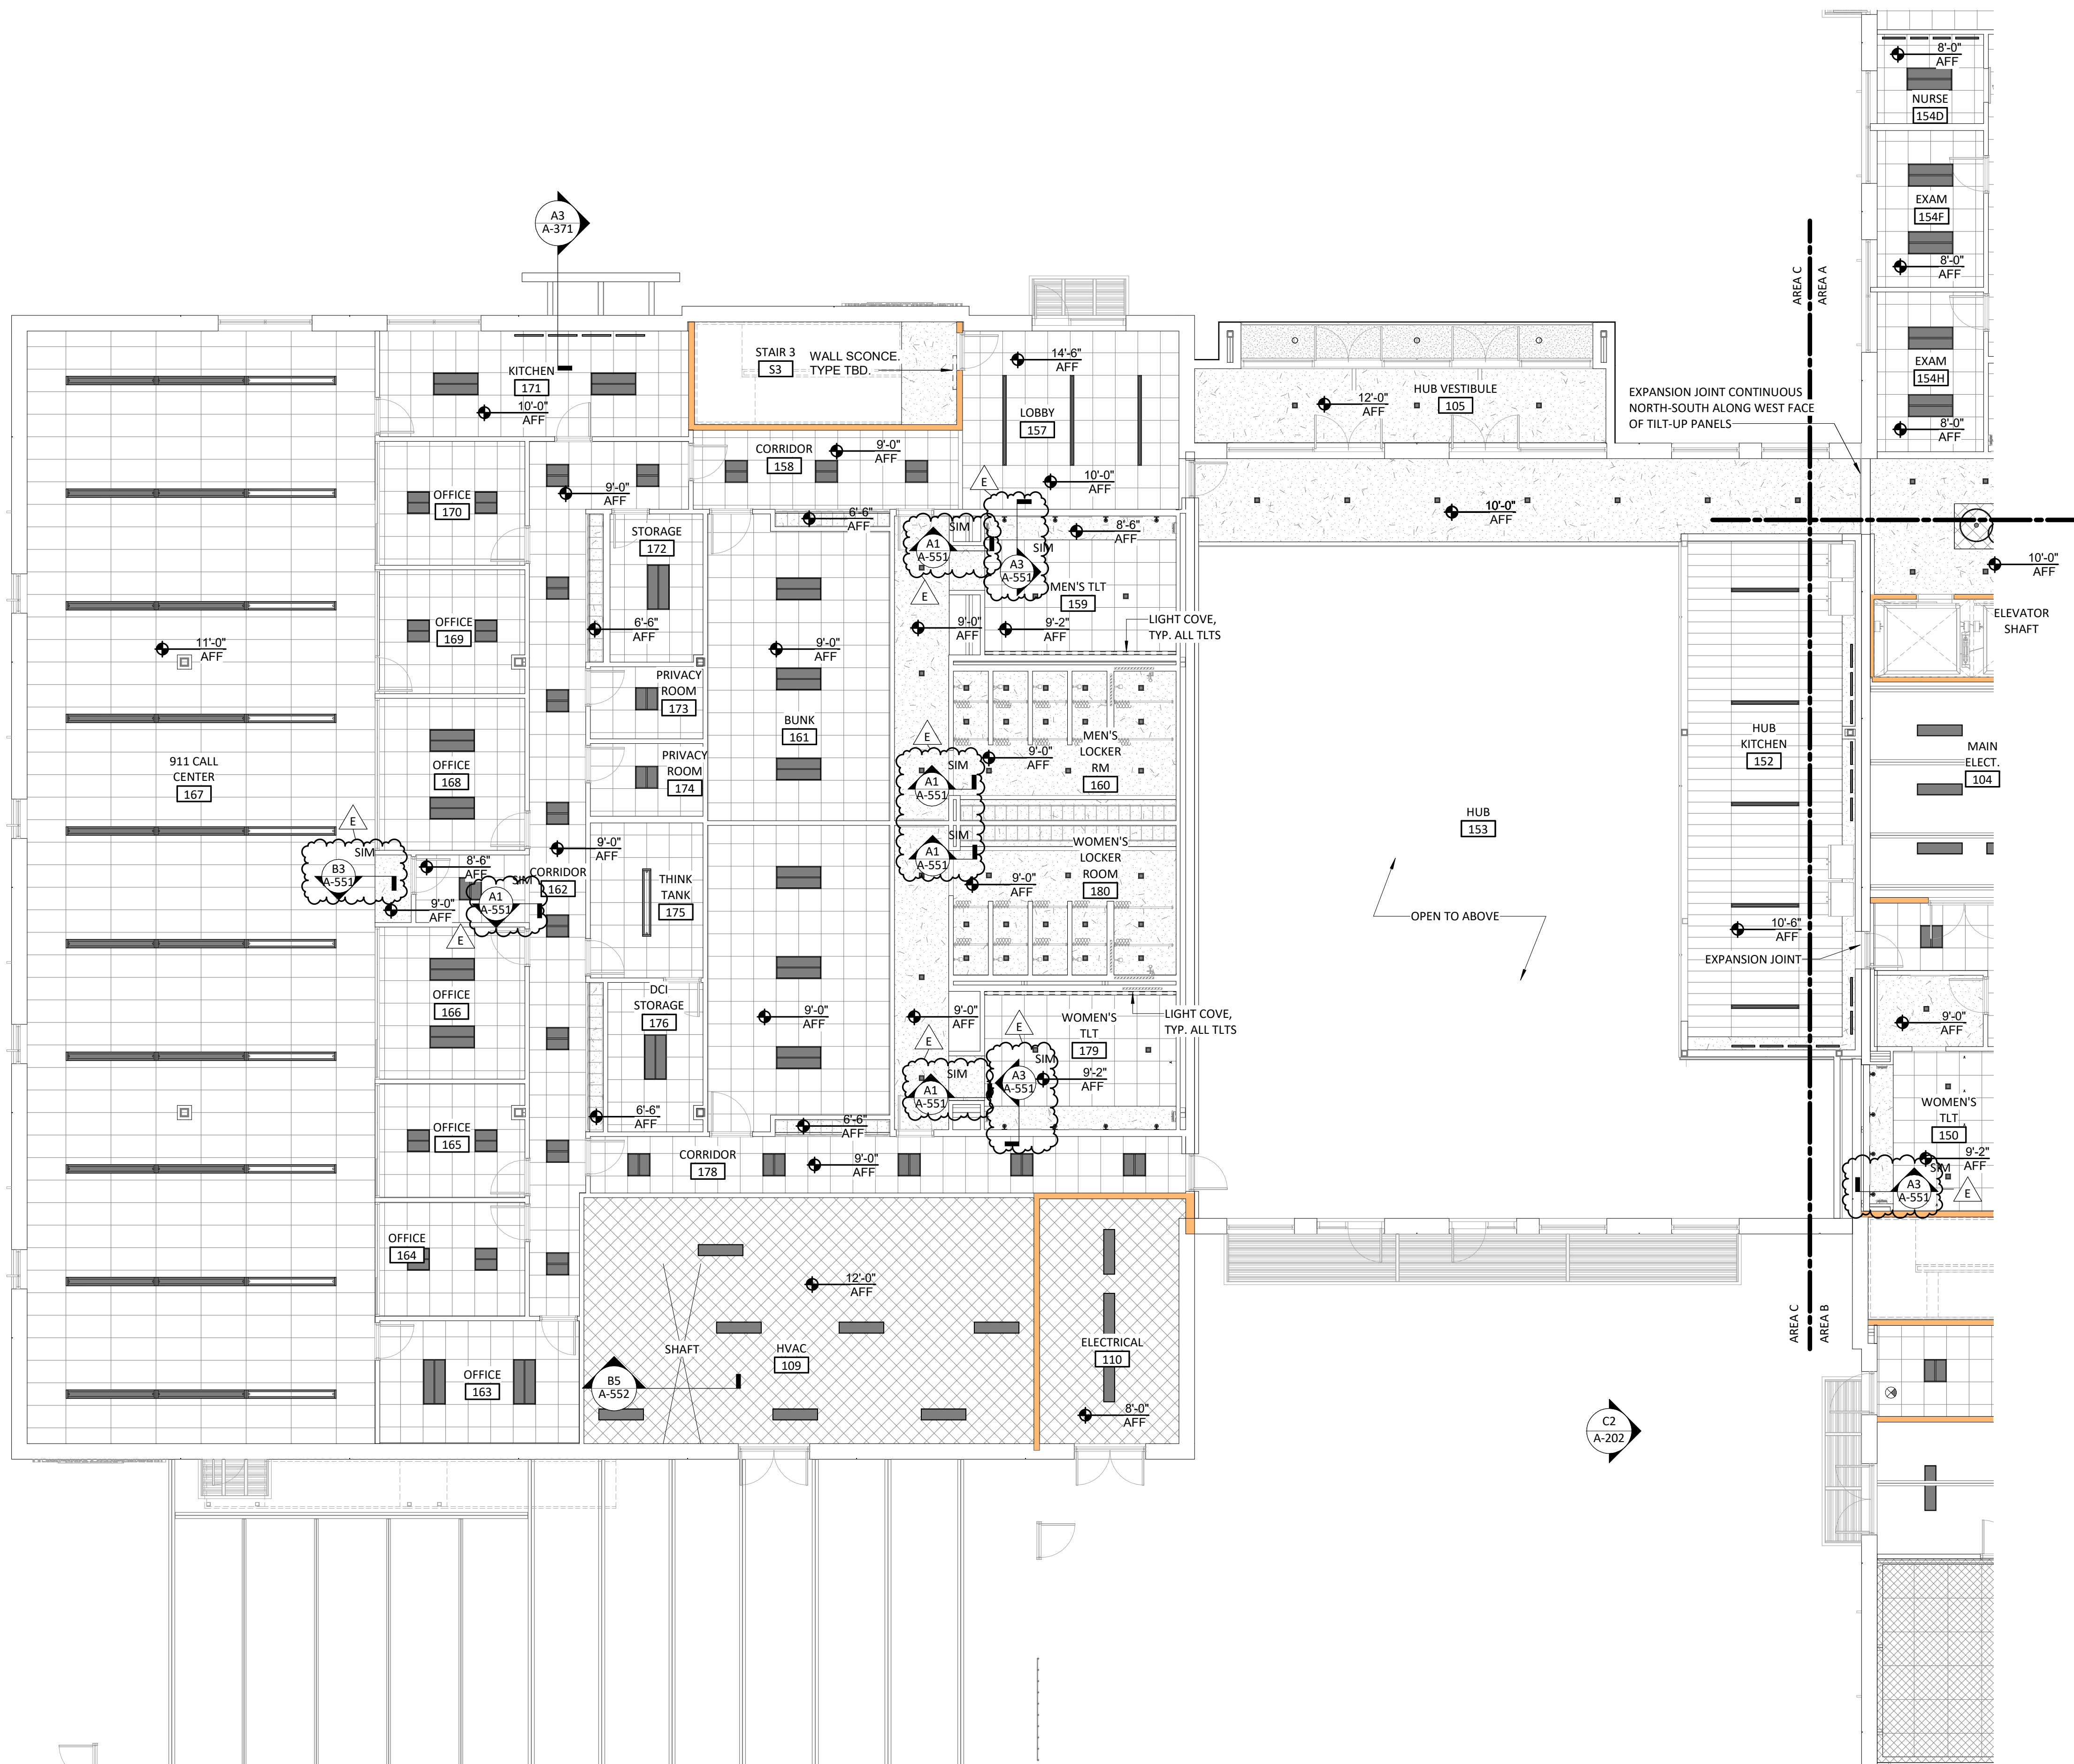 8'-0"
AFF
NURSE
154D
EXAM
154F
8'-0"
AFF
AREA C
AREA A
A3
A-371
EXAM
154H
8'-0"
AFF
STAIR 3
S3
WALL SCONCE.
TYPE TBD.
14'-6"
AFF
KITCHEN
171
10'-0"
AFF
LOBBY
157
HUB VESTIBULE
105
12'-0"
AFF
EXPANSION JOINT CONTINUOUS
NORTH-SOUTH ALONG WEST FACE
OF TILT-UP PANELS
CORRIDOR
158
9'-0"
AFF
10'-0"
AFF
E
OFFICE
170
9'-0"
AFF
6'-6"
AFF
SIM
A1
A-551
E
8'-6"
AFF
SIM
A3
A-551
10'-0"
AFF
10'-0"
AFF
STORAGE
172
6'-6"
AFF
MEN'S TLT
159
9'-2"
AFF
9'-0"
AFF
LIGHT COVE,
TYP. ALL TLTS
ELEVATOR
SHAFT
OFFICE
169
11'-0"
AFF
9'-0"
AFF
PRIVACY
ROOM
173
BUNK
161
E
MEN'S
LOCKER
RM
160
9'-0"
AFF
HUB
KITCHEN
152
MAIN
ELECT.
104
911 CALL
CENTER
167
OFFICE
168
PRIVACY
ROOM
174
SIM
A1
A-551
HUB
153
E
SIM
B3
A-551
8'-6"
AFF
9'-0"
AFF
SIM
A1
A-551
E
CORRIDOR
162
9'-0"
AFF
THINK
TANK
175
SIM
A1
A-551
WOMEN'S
LOCKER
ROOM
180
9'-0"
AFF
OPEN TO ABOVE
10'-6"
AFF
EXPANSION JOINT
OFFICE
166
DCI
STORAGE
176
9'-0"
AFF
9'-0"
AFF
E
WOMEN'S
TLT
179
E
LIGHT COVE,
TYP. ALL TLTS
9'-0"
AFF
SIM
A1
A-551
SIM
A3
A-551
9'-2"
AFF
OFFICE
165
6'-6"
AFF
6'-6"
AFF
WOMEN'S
TLT
150
9'-2"
AFF
SIM
A3
A-551
E
CORRIDOR
178
9'-0"
AFF
OFFICE
164
12'-0"
AFF
AREA C
AREA B
SHAFT
HVAC
109
ELECTRICAL
110
OFFICE
163
B5
A-552
8'-0"
AFF
C2
A-202